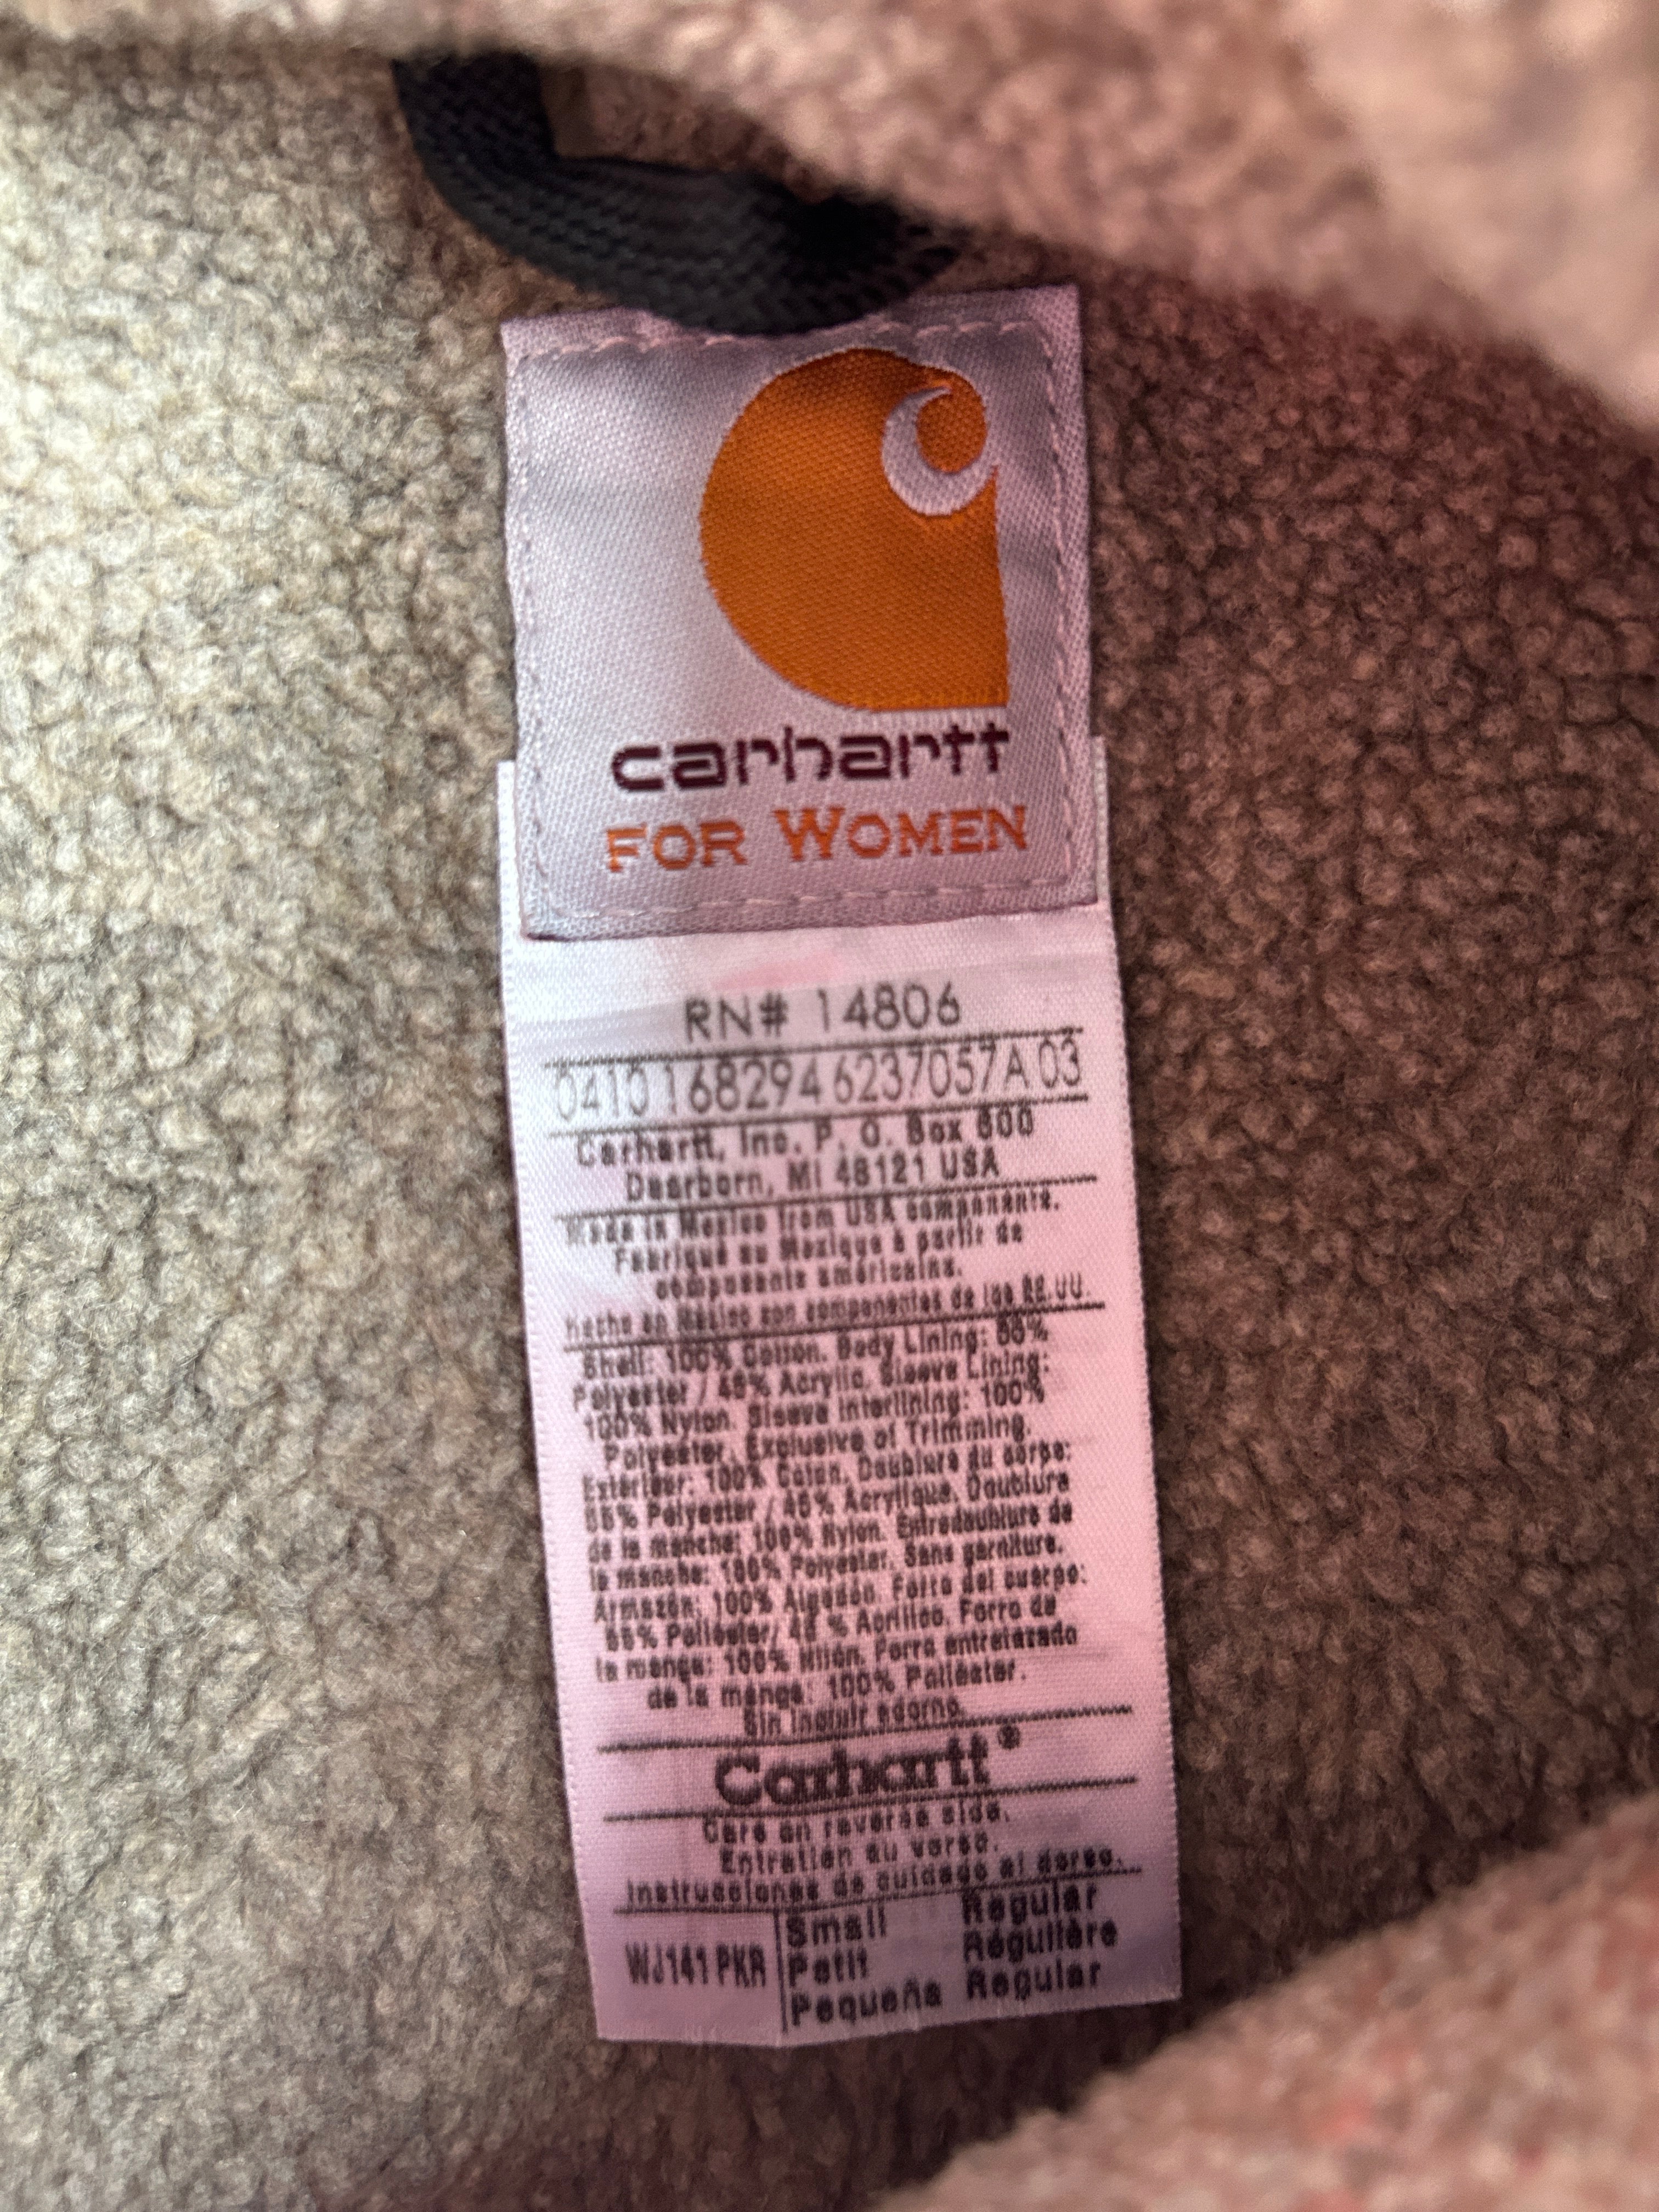 carhartt
FOR WOMEN
RN# 14806
0410 168294 6237057A 03
Carhartt, Inc. P. O. Box 600
Dearborn, MI 48121 USA
Made in Mexico from USA components.
Fabriqué au Mexique à partir de
composants américains.
Hecho en México con componentes de los EE.UU.
Shell: 100% Cotton. Body Lining: 55%
Polyester / 45% Acrylic. Sleeve Lining:
100% Nylon. Sleeve Interlining: 100%
Polyester. Exclusive of Trimming.
Extérieur: 100% Coton. Doublure du corps:
55% Polyester / 45% Acrylique. Doublure
de la manche: 100% Nylon. Entredoublure de
la manche: 100% Polyester. Sans garniture.
Armazón: 100% Algodón. Forro del cuerpo:
55% Poliéster/ 45 % Acrílico. Forro de
la manga: 100% Nilón. Forro entrelazado
de la manga: 100% Poliéster.
Sin incluir adorno.
Carhartt®
Care on reverse side.
Entretien au verso.
Instrucciones de cuidado al dorso.
WJ141 PKR
Small Regular
Petit Régulière
Pequeña Regular